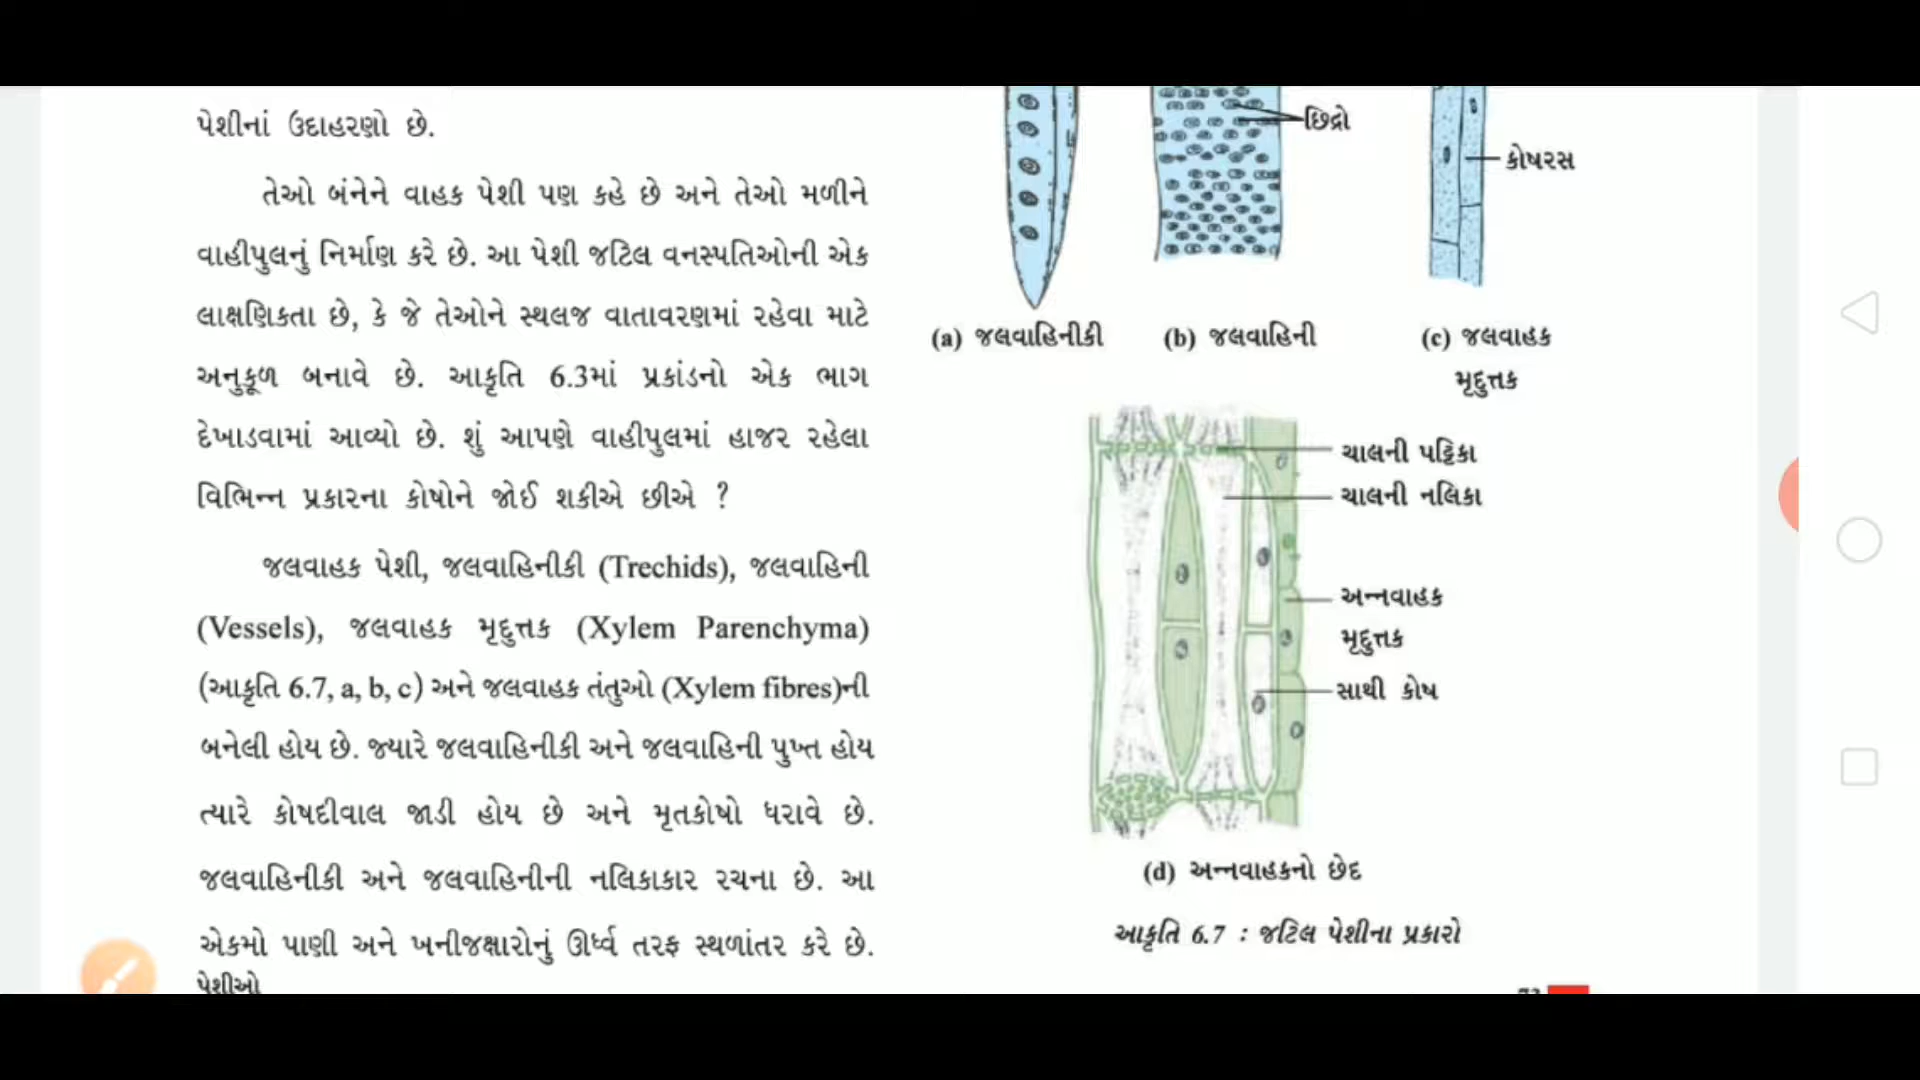 પેશીનાં ઉદાહરણો છે.
તેઓ બંનેને વાહક પેશી પણ કહે છે અને તેઓ મળીને
વાહીપુલનું નિર્માણ કરે છે. આ પેશી જટિલ વનસ્પતિઓની એક
લાક્ષણિકતા છે, કે જે તેઓને સ્થલજ વાતાવરણમાં રહેવા માટે
અનુકૂળ બનાવે છે. આકૃતિ 6.3માં પ્રકાંડનો એક ભાગ
દેખાડવામાં આવ્યો છે. શું આપણે વાહીપુલમાં હાજર રહેલા
વિભિન્ન પ્રકારના કોષોને જોઈ શકીએ છીએ ?
જલવાહક પેશી, જલવાહિનીકી (Trechids), જલવાહિની
(Vessels), જલવાહક મૃદુત્તક (Xylem Parenchyma)
(આકૃતિ 6.7, a, b, c) અને જલવાહક તંતુઓ (Xylem fibres)ની
બનેલી હોય છે. જ્યારે જલવાહિનીકી અને જલવાહિની પુખ્ત હોય
ત્યારે કોષદીવાલ જાડી હોય છે અને મૃતકોષો ધરાવે છે.
જલવાહિનીકી અને જલવાહિનીની નલિકાકાર રચના છે. આ
એકમો પાણી અને ખનીજક્ષારોનું ઊર્ધ્વ તરફ સ્થળાંતર કરે છે.
પેશીઓ
છિદ્રો
કોષરસ
(a) જલવાહિનીકી
(b) જલવાહિની
(c) જલવાહક
મૃદુત્તક
ચાલની પટ્ટિકા
ચાલની નલિકા
અન્નવાહક
મૃદુત્તક
સાથી કોષ
(d) અન્નવાહકનો છેદ
આકૃતિ 6.7 : જટિલ પેશીના પ્રકારો